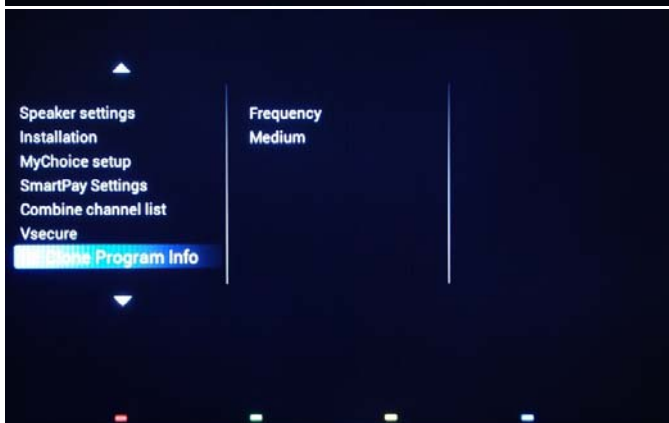 Speaker settings
Installation
MyChoice setup
SmartPay Settings
Combine channel list
Vsecure
Clone Program Info
Frequency
Medium